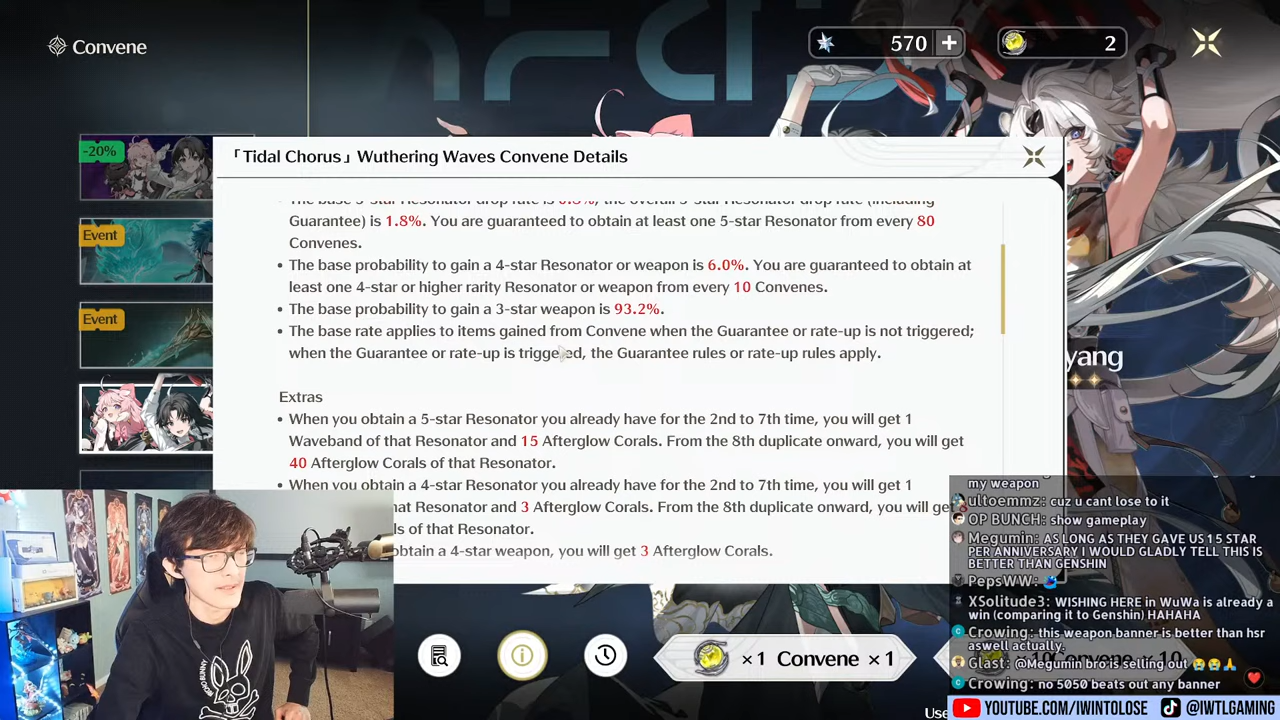 Convene
570
2
-20%
「Tidal Chorus」 Wuthering Waves Convene Details
Event
Event
Guarantee) is 1.8%. You are guaranteed to obtain at least one 5-star Resonator from every 80
Convenes.
• The base probability to gain a 4-star Resonator or weapon is 6.0%. You are guaranteed to obtain at
least one 4-star or higher rarity Resonator or weapon from every 10 Convenes.
• The base probability to gain a 3-star weapon is 93.2%.
• The base rate applies to items gained from Convene when the Guarantee or rate-up is not triggered;
when the Guarantee or rate-up is triggered, the Guarantee rules or rate-up rules apply.
yang
Extras
• When you obtain a 5-star Resonator you already have for the 2nd to 7th time, you will get 1
Waveband of that Resonator and 15 Afterglow Corals. From the 8th duplicate onward, you will get
40 Afterglow Corals of that Resonator.
• When you obtain a 4-star Resonator you already have for the 2nd to 7th time, you will get 1
hat Resonator and 3 Afterglow Corals. From the 8th duplicate onward, you will get
ls of that Resonator.
obtain a 4-star weapon, you will get 3 Afterglow Corals.
my weapon
ultoemmz: cuz u cant lose to it
OP BUNCH: show gameplay
Megumin: AS LONG AS THEY GAVE US 1 5 STAR
PER ANNIVERSARY I WOULD GLADLY TELL THIS IS
BETTER THAN GENSHIN
PepsWW:
XSolitude3: WISHING HERE in WuWa is already a
win (comparing it to Genshin) HAHAHA
Crowing: this weapon banner is better than hsr
aswell actually.
Glast: @Megumin bro is selling out
Crowing: no 5050 beats out any banner
×1 Convene ×1
Use
YOUTUBE.COM/IWINTOLOSE
@IWTLGAMING